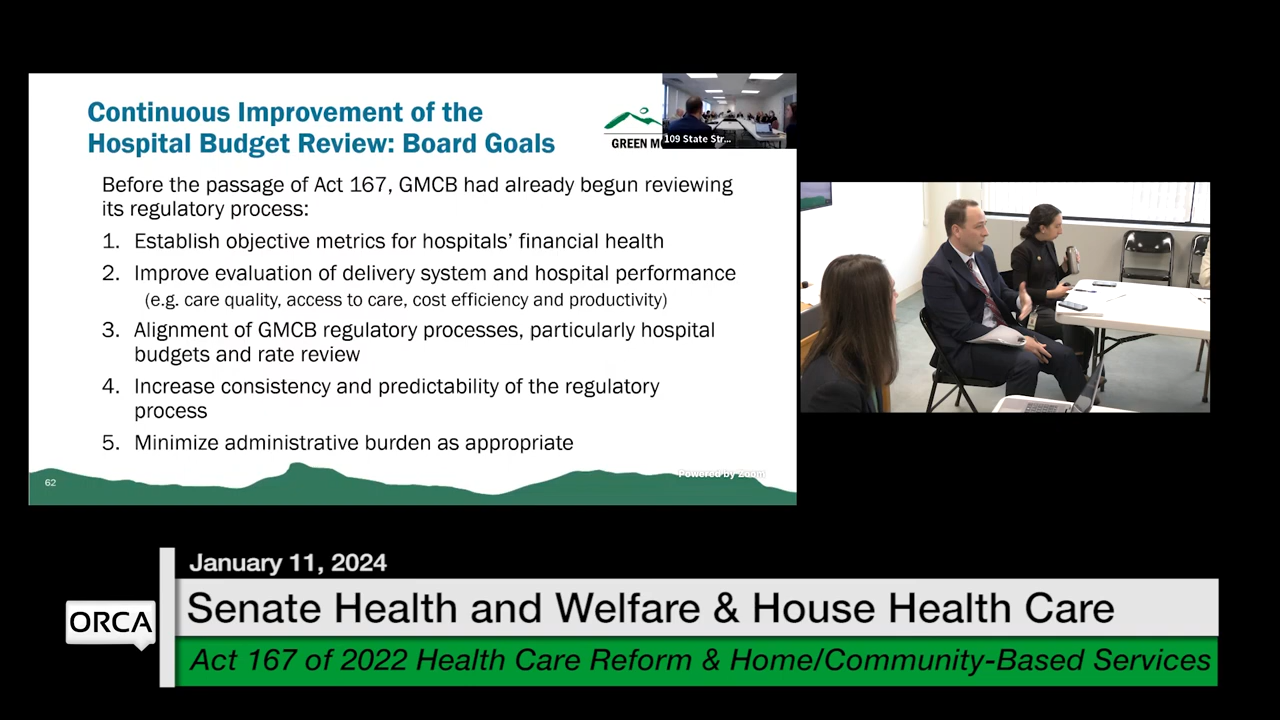 Continuous Improvement of the
Hospital Budget Review: Board Goals
GREEN
109 State Str...
Before the passage of Act 167, GMCB had already begun reviewing
its regulatory process:
1. Establish objective metrics for hospitals' financial health
2. Improve evaluation of delivery system and hospital performance
(e.g. care quality, access to care, cost efficiency and productivity)
3. Alignment of GMCB regulatory processes, particularly hospital
budgets and rate review
4. Increase consistency and predictability of the regulatory
process
5. Minimize administrative burden as appropriate
62
Powered by Zoom
January 11, 2024
ORCA
Senate Health and Welfare & House Health Care
Act 167 of 2022 Health Care Reform & Home/Community-Based Services